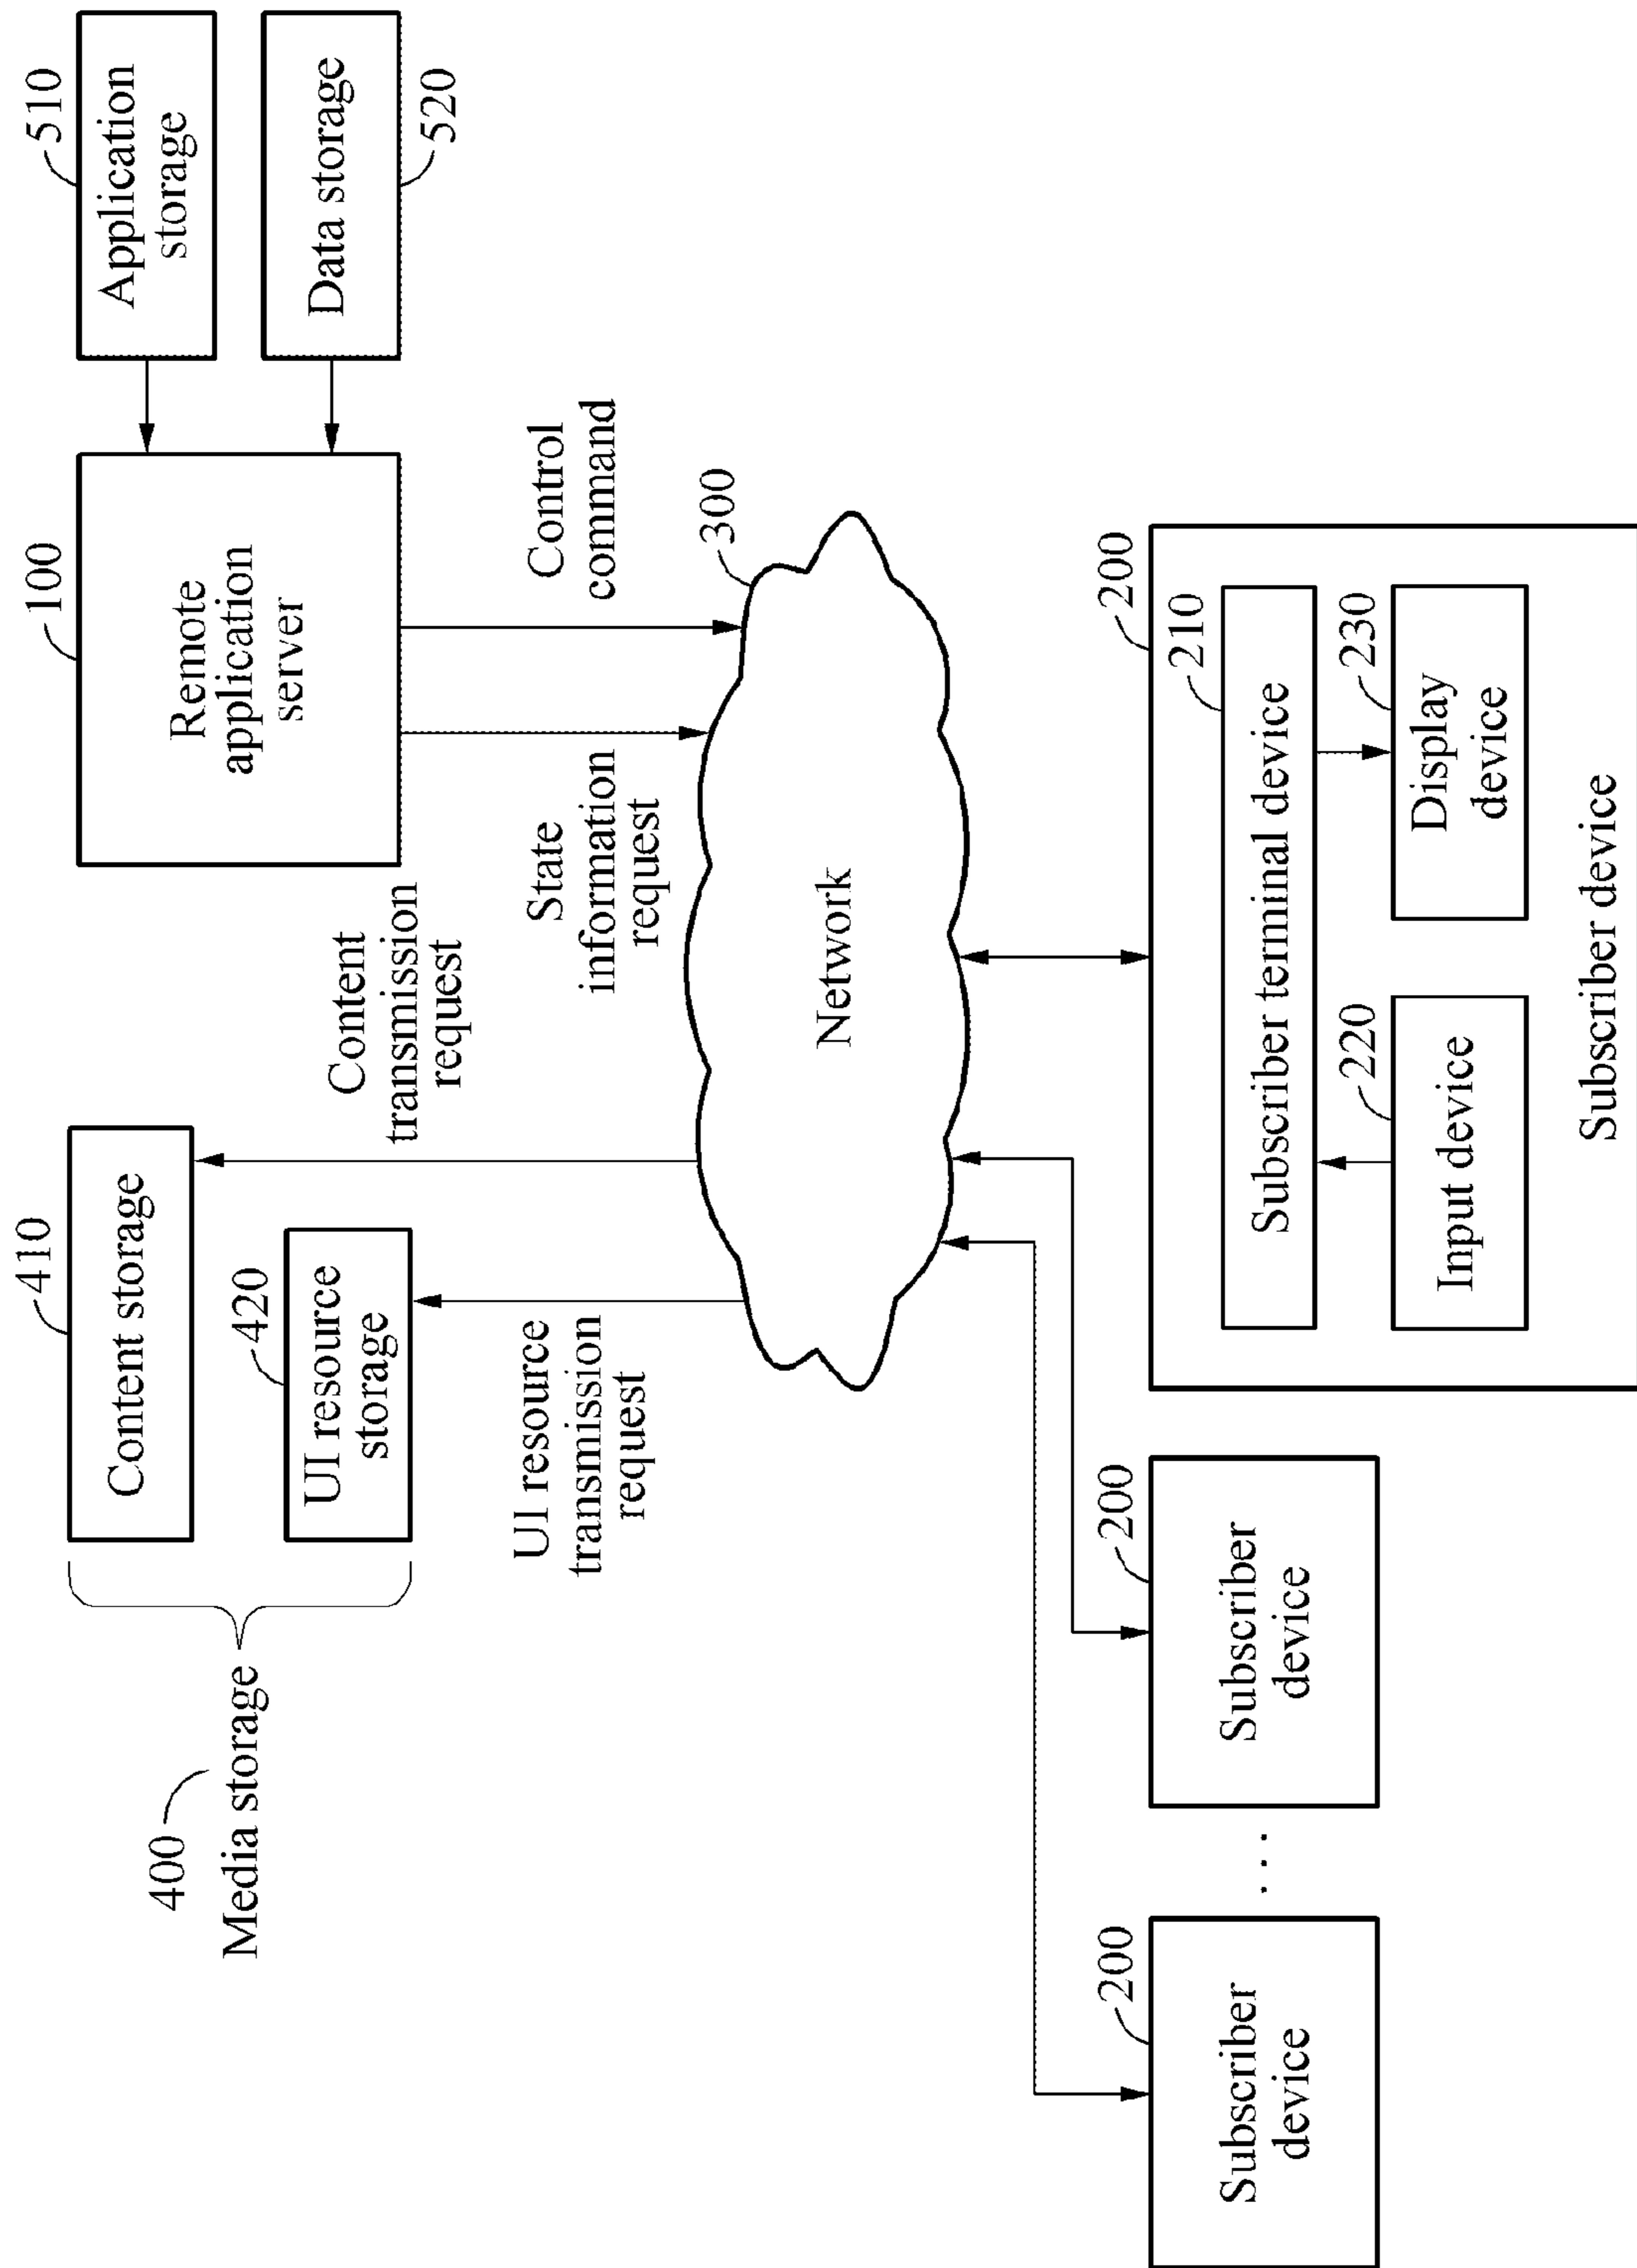 400
Media storage
410
Content storage
420
UI resource
storage
UI resource
transmission
request
Content
transmission
request
100
Remote
application
server
510
Application
storage
Data storage
520
State
information
request
Control
command
300
Network
200
Subscriber
device
. . .
200
Subscriber
device
200
210
Subscriber terminal device
220
Input device
230
Display
device
Subscriber device